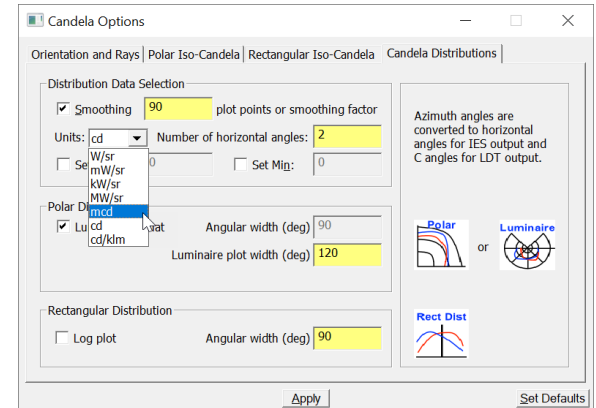 Candela Options
Orientation and Rays Polar Iso-Candela Rectangular Iso-Candela Candela Distributions
Distribution Data Selection
Smoothing 90 plot points or smoothing factor
Units: cd Number of horizontal angles: 2
Se 0 Set Min: 0
W/sr
mW/sr
kW/sr
MW/sr
mcd
cd
cd/klm
Polar Di
Lu at Angular width (deg) 90
Luminaire plot width (deg) 120
Rectangular Distribution
Log plot Angular width (deg) 90
Azimuth angles are
converted to horizontal
angles for IES output and
C angles for LDT output.
Polar or Luminaire
Rect Dist
Apply Set Defaults